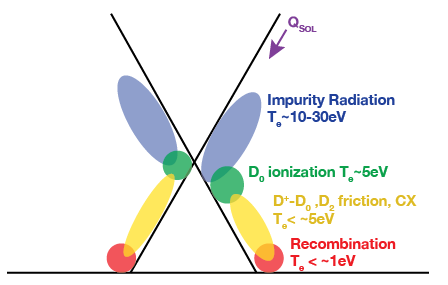 Q_SOL
Impurity Radiation
T_e~10-30eV
D_0 ionization T_e~5eV
D^+-D_0 ,D_2 friction, CX
T_e< ~5eV
Recombination
T_e < ~1eV